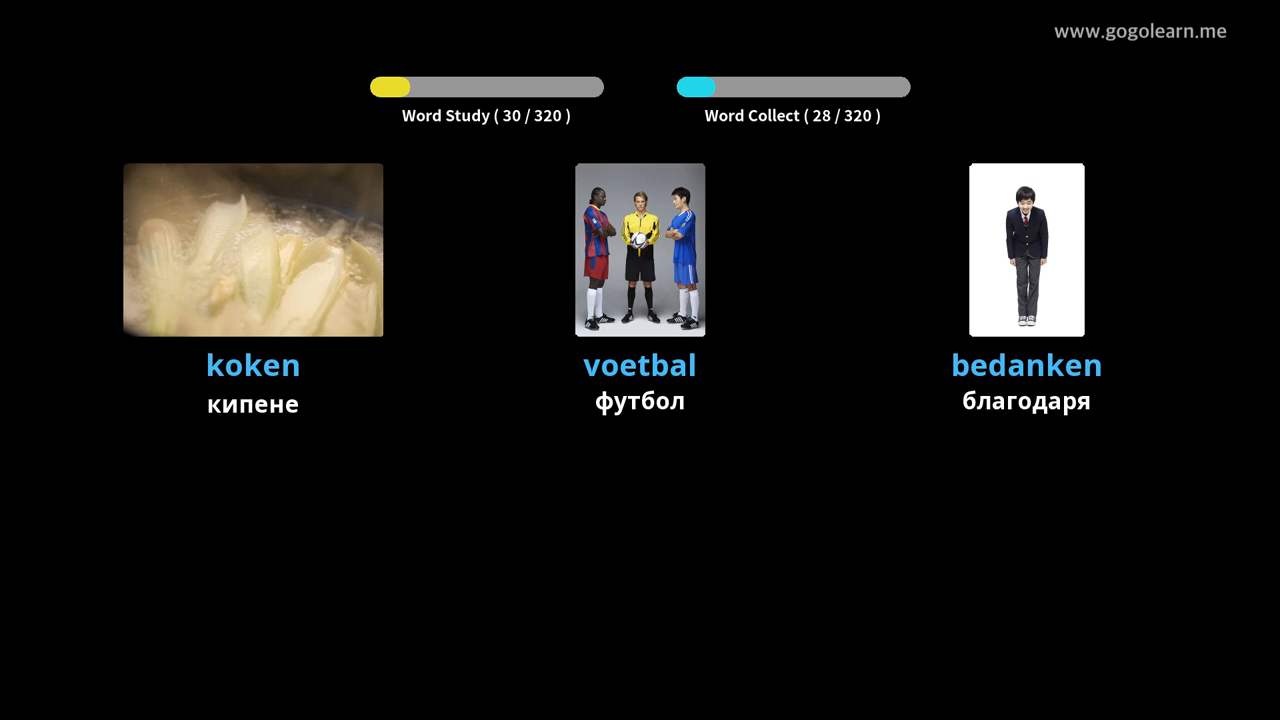 www.gogolearn.me
Word Study ( 30 / 320 )
Word Collect ( 28 / 320 )
koken
voetbal
bedanken
кипене
футбол
благодаря